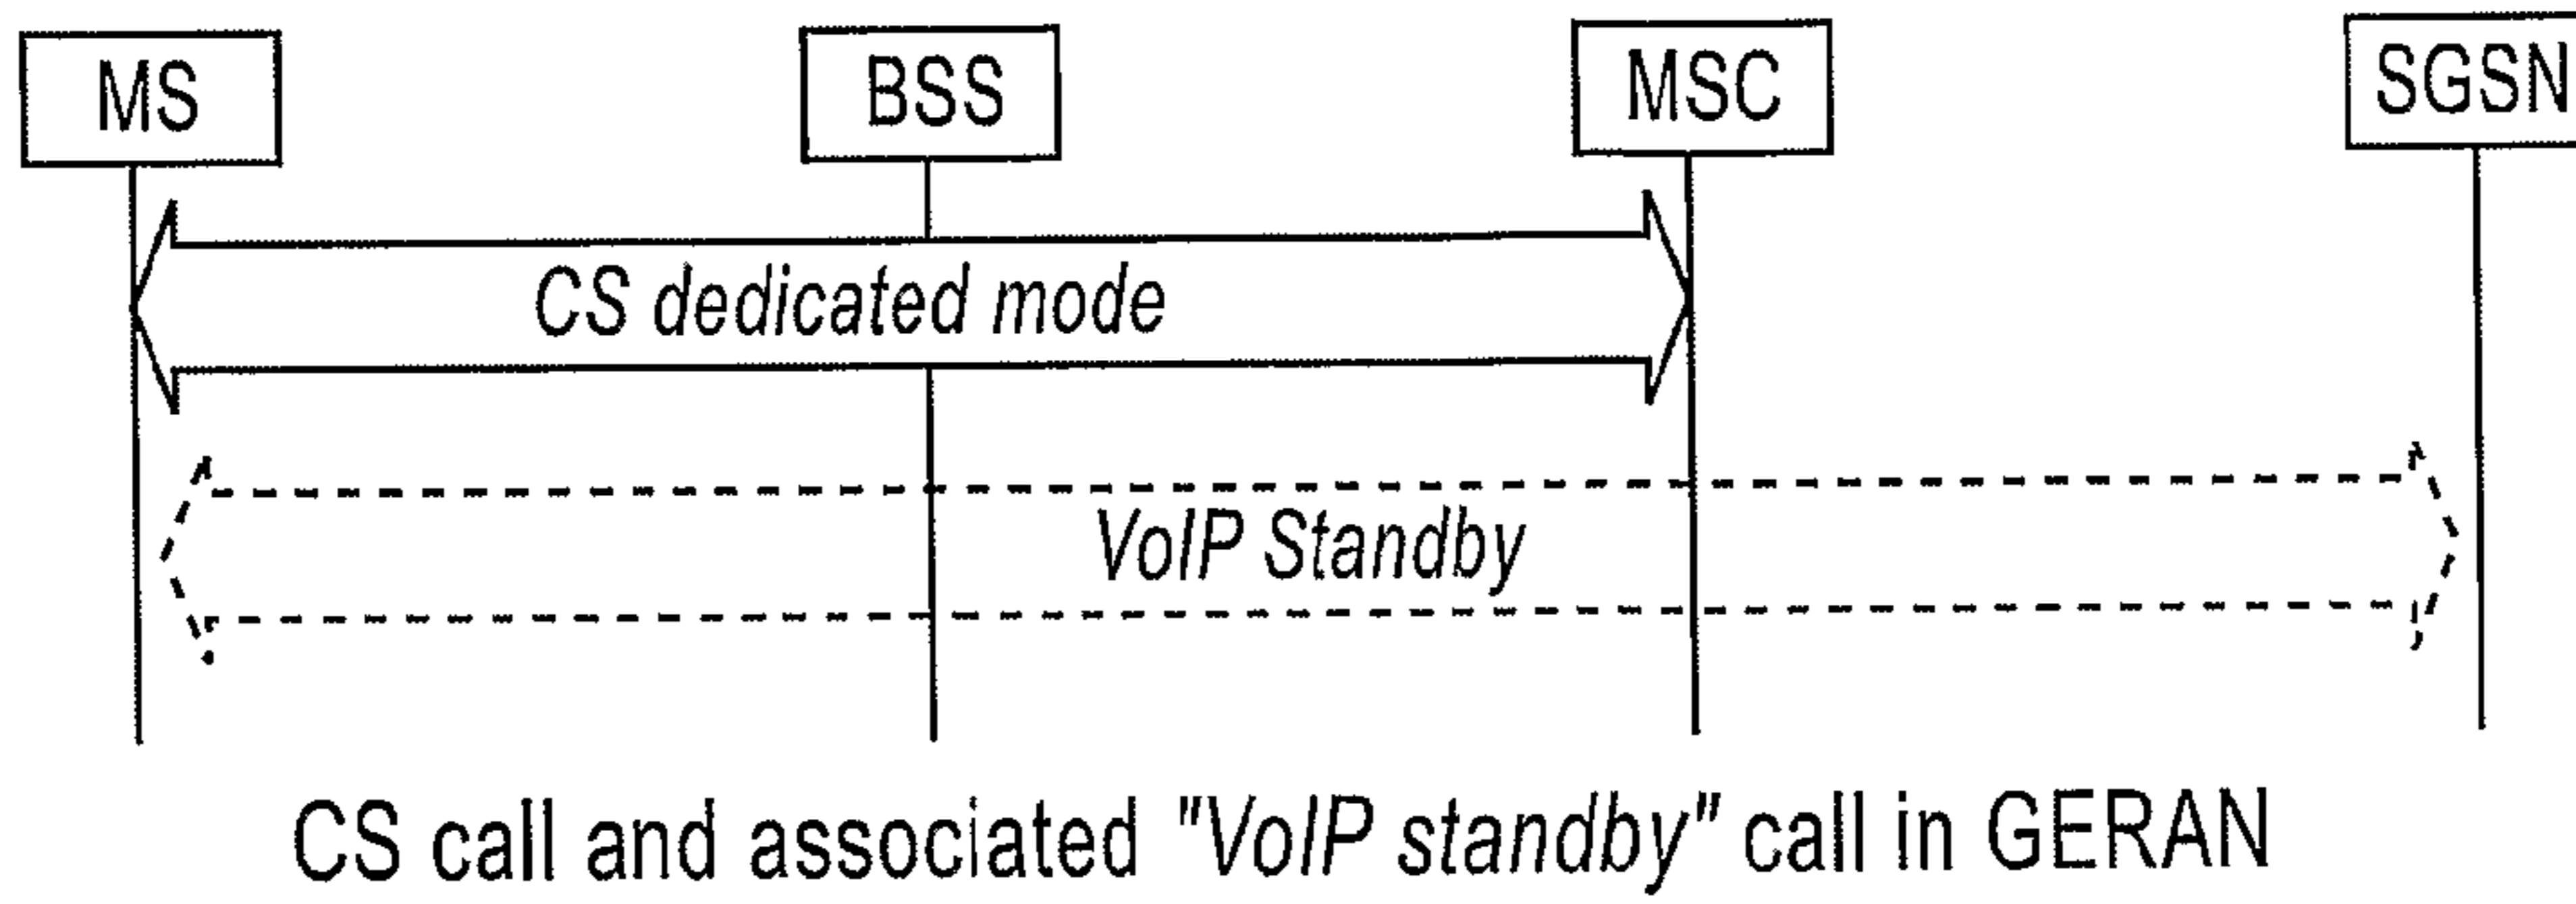 MS BSS MSC SGSN
CS dedicated mode
VoIP Standby
CS call and associated "VoIP standby" call in GERAN